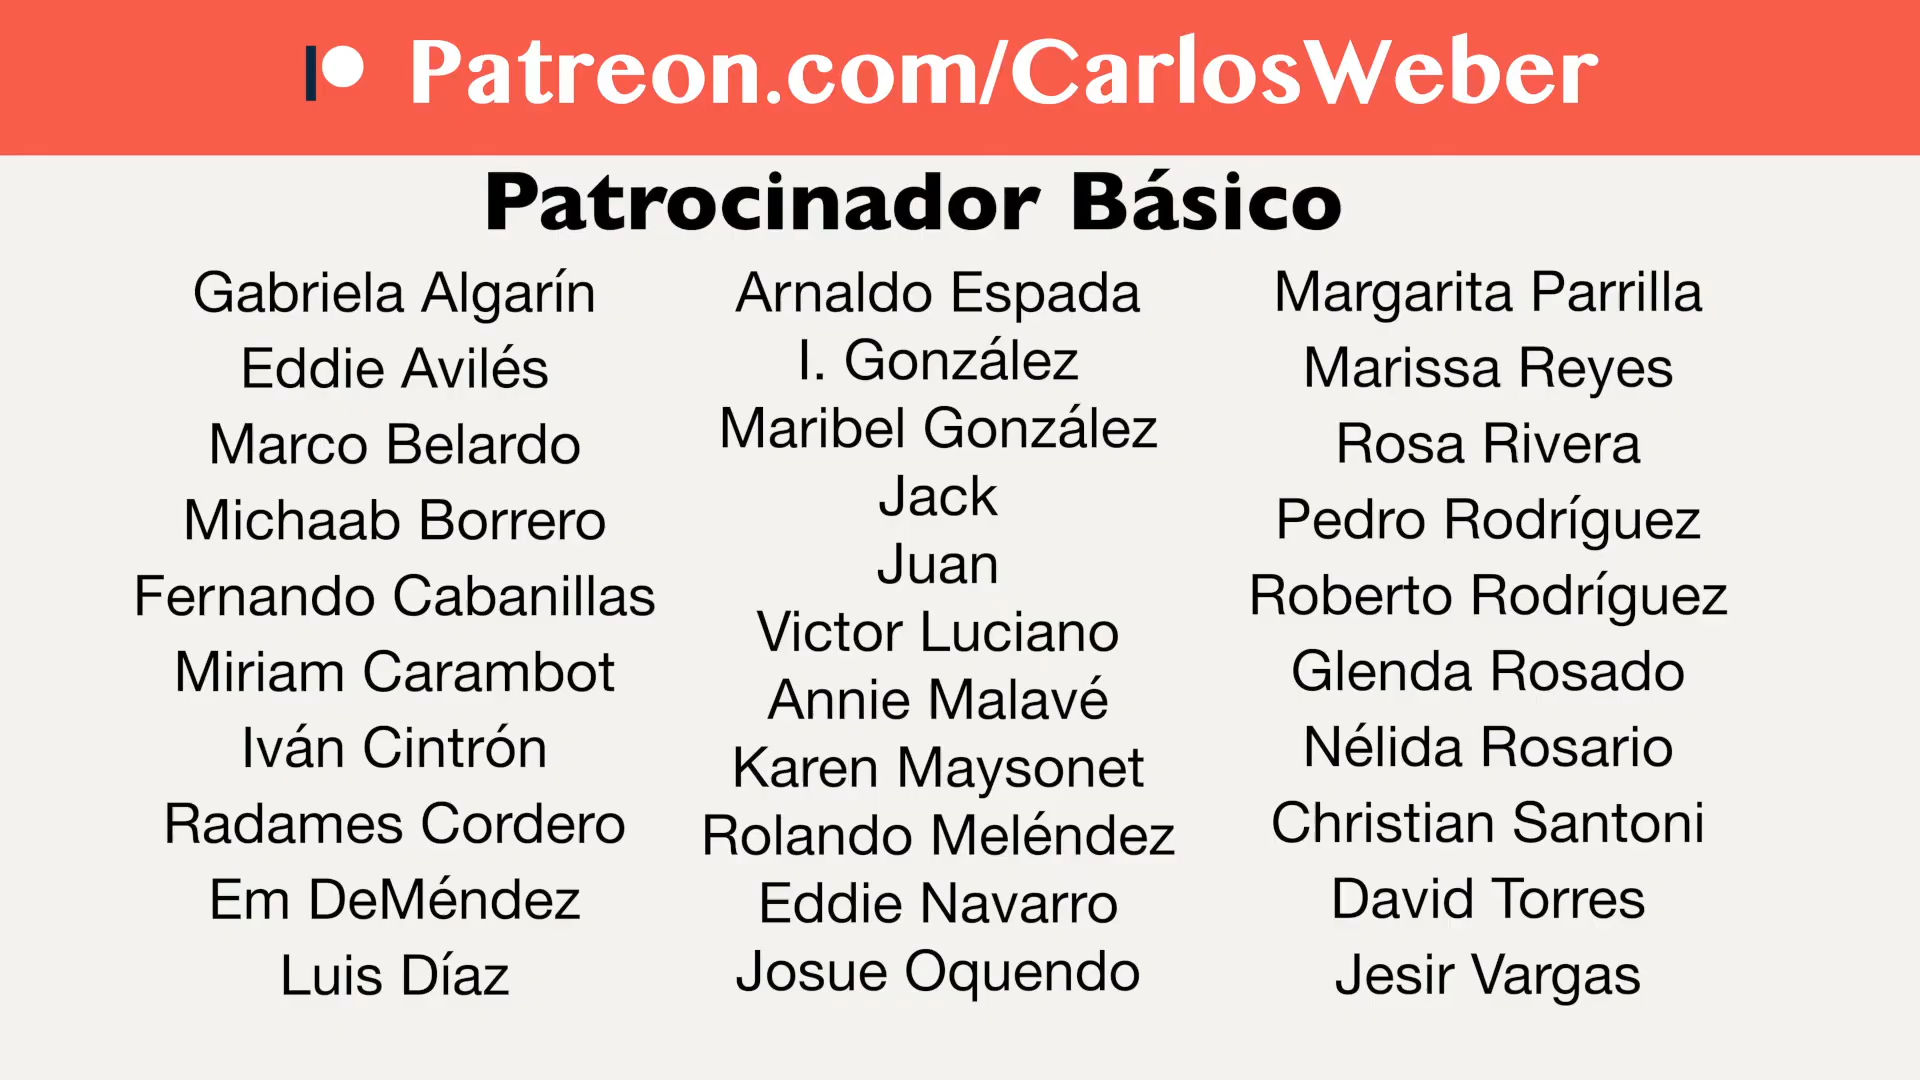 Patreon.com/CarlosWeber
Patrocinador Básico
Gabriela Algarín
Eddie Avilés
Marco Belardo
Michaab Borrero
Fernando Cabanillas
Miriam Carambot
Iván Cintrón
Radames Cordero
Em DeMéndez
Luis Díaz
Arnaldo Espada
I. González
Maribel González
Jack
Juan
Victor Luciano
Annie Malavé
Karen Maysonet
Rolando Meléndez
Eddie Navarro
Josue Oquendo
Margarita Parrilla
Marissa Reyes
Rosa Rivera
Pedro Rodríguez
Roberto Rodríguez
Glenda Rosado
Nélida Rosario
Christian Santoni
David Torres
Jesir Vargas